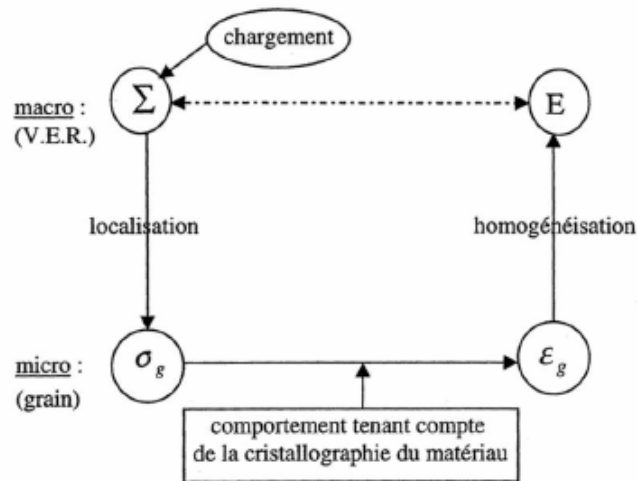 chargement
macro :
(V.E.R.)
Σ
E
localisation
homogénéisation
micro :
(grain)
σg
εg
comportement tenant compte
de la cristallographie du matériau